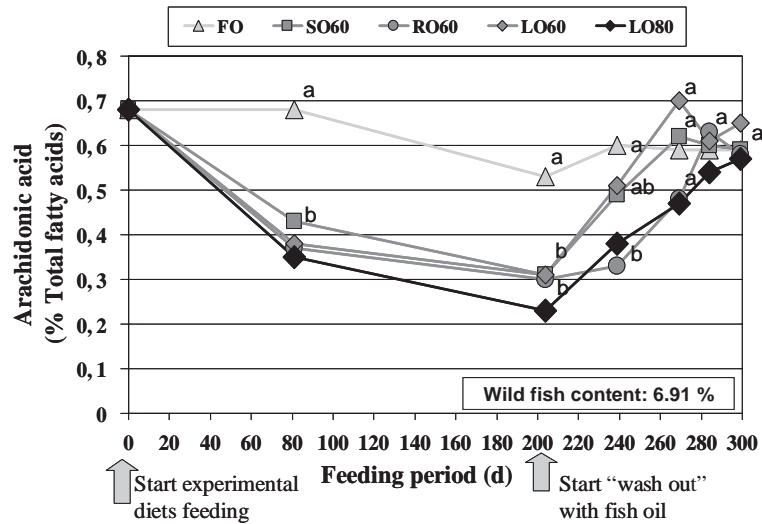 FO SO60 RO60 LO60 LO80
0,8
0,7
0,6
0,5
0,4
0,3
0,2
0,1
0
Arachidonic acid
(% Total fatty acids)
a
b
a
b
b
a
ab
b
a
a
a
a
a
Wild fish content: 6.91 %
0 20 40 60 80 100 120 140 160 180 200 220 240 260 280 300
Feeding period (d)
Start experimental
diets feeding
Start “wash out”
with fish oil